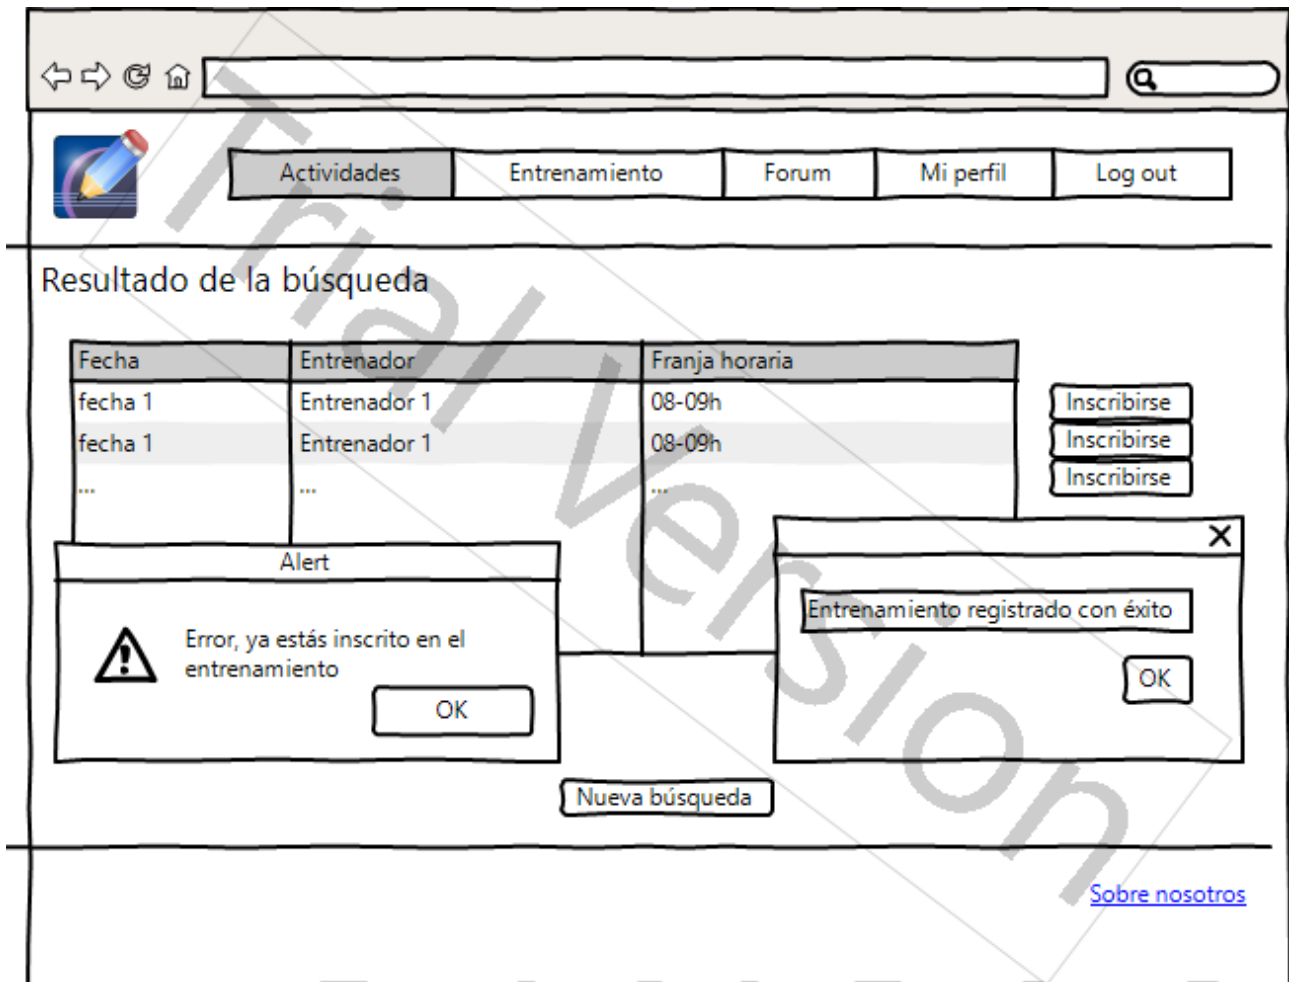 Actividades Entrenamiento Forum Mi perfil Log out
Resultado de la búsqueda
Fecha Entrenador Franja horaria
fecha 1 Entrenador 1 08-09h Inscribirse
fecha 1 Entrenador 1 08-09h Inscribirse
... ... ... Inscribirse
Alert
Error, ya estás inscrito en el
entrenamiento
OK
Entrenamiento registrado con éxito
OK
Nueva búsqueda
Sobre nosotros
Trial Version